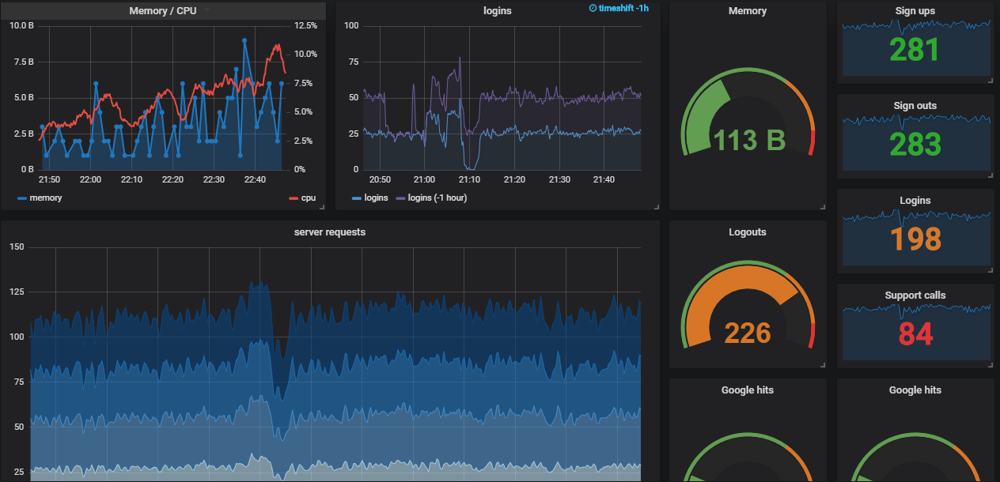 Memory / CPU
10.0 B
7.5 B
5.0 B
2.5 B
0 B
12.5%
10.0%
7.5%
5.0%
2.5%
0%
21:50 22:00 22:10 22:20 22:30 22:40
memory cpu
logins
timeshift -1h
100
75
50
25
0
20:50 21:00 21:10 21:20 21:30 21:40
logins logins (-1 hour)
Memory
113 B
Sign ups
281
Sign outs
283
Logins
198
Support calls
84
server requests
150
125
100
75
50
25
Logouts
226
Google hits
Google hits